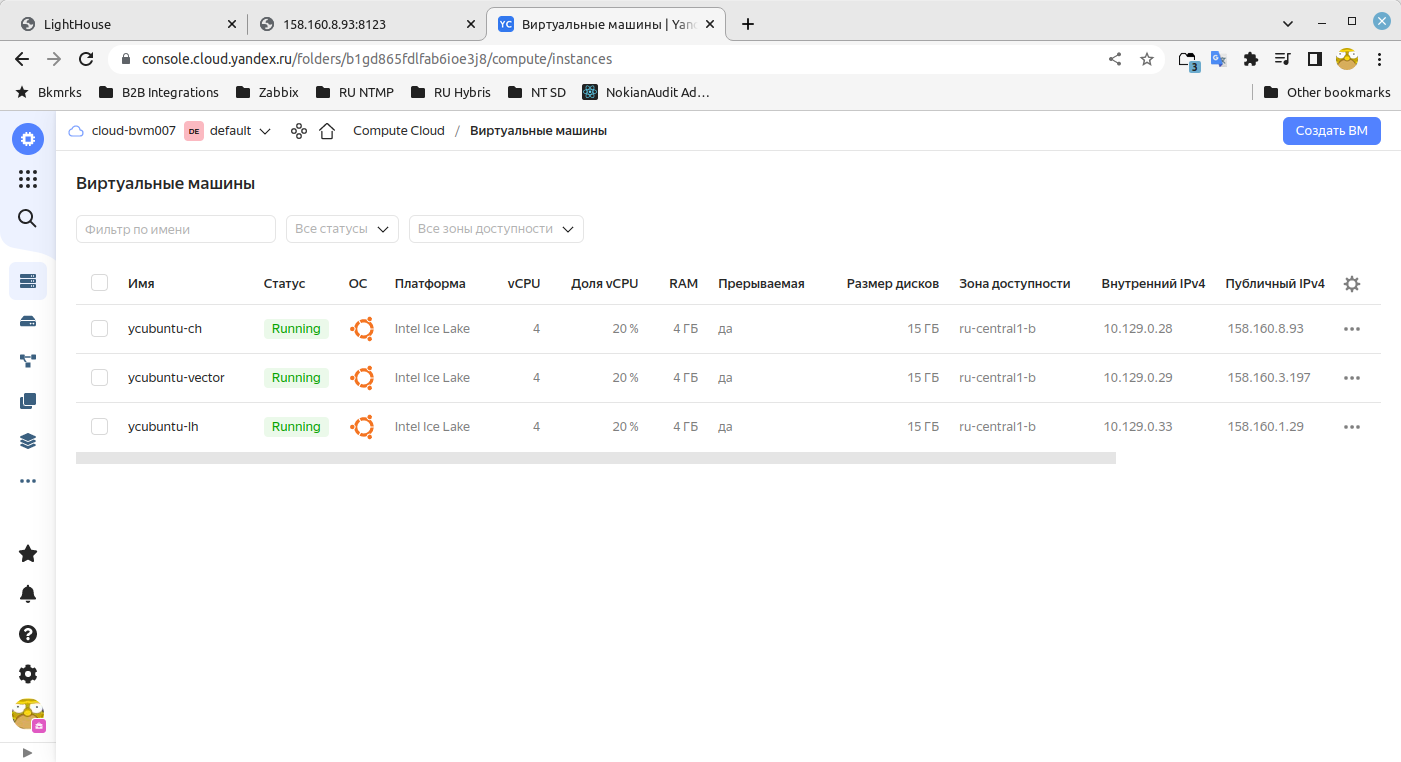 LightHouse
158.160.8.93:8123
YC Виртуальные машины | Yan
console.cloud.yandex.ru/folders/b1gd865fdlfab6ioe3j8/compute/instances
3
Bkmrks B2B Integrations Zabbix RU NTMP RU Hybris NT SD NokianAudit Ad... Other bookmarks
cloud-bvm007 DE default Compute Cloud / Виртуальные машины Создать ВМ
Виртуальные машины
Фильтр по имени Все статусы Все зоны доступности
Имя Статус ОС Платформа vCPU Доля vCPU RAM Прерываемая Размер дисков Зона доступности Внутренний IPv4 Публичный IPv4
ycubuntu-ch Running Intel Ice Lake 4 20 % 4 ГБ да 15 ГБ ru-central1-b 10.129.0.28 158.160.8.93
ycubuntu-vector Running Intel Ice Lake 4 20 % 4 ГБ да 15 ГБ ru-central1-b 10.129.0.29 158.160.3.197
ycubuntu-lh Running Intel Ice Lake 4 20 % 4 ГБ да 15 ГБ ru-central1-b 10.129.0.33 158.160.1.29